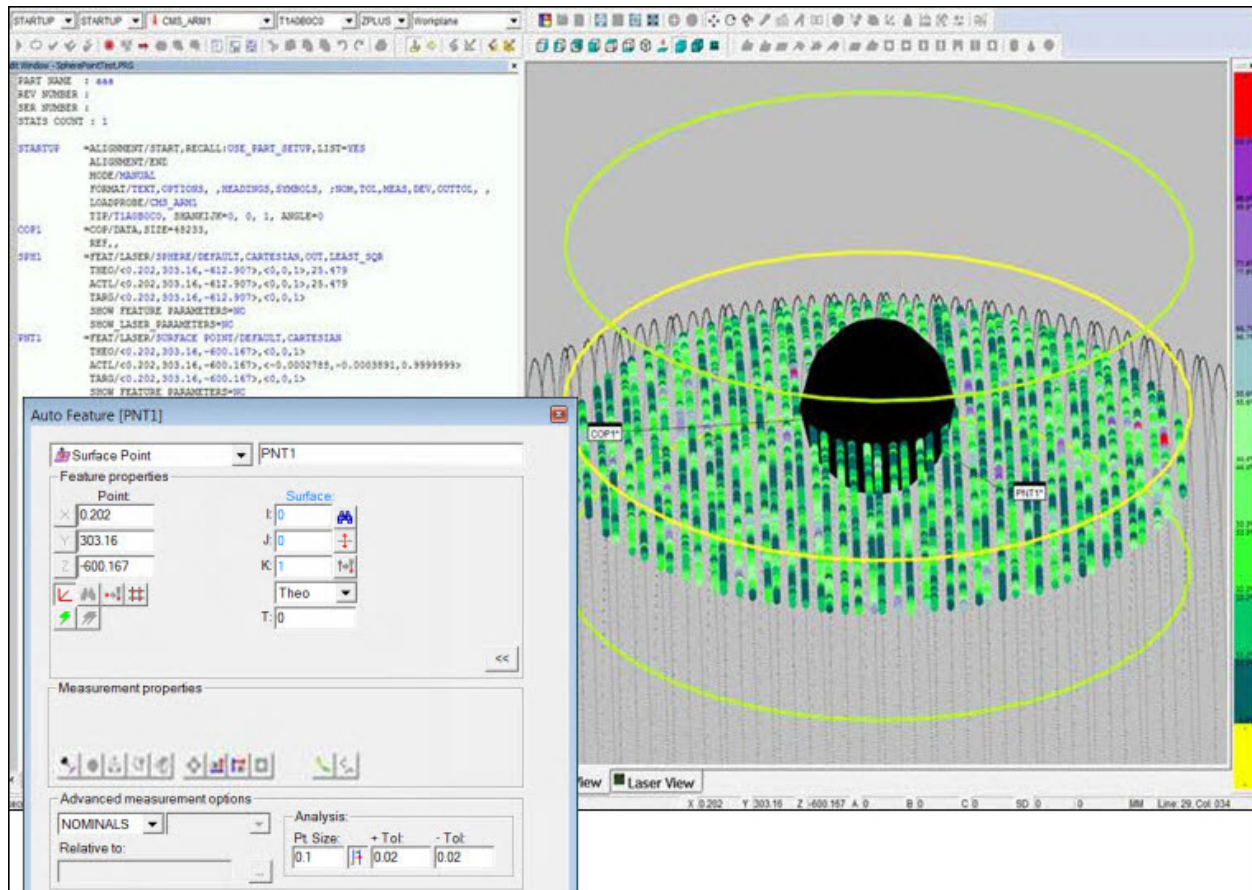 STARTUP STARTUP CMS_ARM1 T1A0B0C0 ZPLUS Workplane
dit Window - SpherePointTest.PRG
PART NAME : aaa
REV NUMBER :
SER NUMBER :
STATS COUNT : 1
STARTUP =ALIGNMENT/START,RECALL:USE_PART_SETUP,LIST=YES
ALIGNMENT/END
MODE/MANUAL
FORMAT/TEXT,OPTIONS, ,HEADINGS,SYMBOLS, ;NOM,TOL,MEAS,DEV,OUTTOL, ,
LOADPROBE/CMS_ARM1
TIP/T1A0B0C0, SHANKIJK=0, 0, 1, ANGLE=0
COP1 =COP/DATA,SIZE=48233,
REF,,
SPH1 =FEAT/LASER/SPHERE/DEFAULT,CARTESIAN,OUT,LEAST_SQR
THEO/<0.202,303.16,-612.907>,<0,0,1>,25.479
ACTL/<0.202,303.16,-612.907>,<0,0,1>,25.479
TARG/<0.202,303.16,-612.907>,<0,0,1>
SHOW FEATURE PARAMETERS=NO
SHOW_LASER_PARAMETERS=NO
PNT1 =FEAT/LASER/SURFACE POINT/DEFAULT,CARTESIAN
THEO/<0.202,303.16,-600.167>,<0,0,1>
ACTL/<0.202,303.16,-600.167>,<-0.0002785,-0.0003891,0.9999999>
TARG/<0.202,303.16,-600.167>,<0,0,1>
SHOW FEATURE PARAMETERS=NO
COP1*
PNT1*
Auto Feature [PNT1]
Surface Point PNT1
Feature properties
Point: Surface:
X 0.202 I: 0
Y 303.16 J: 0
Z -600.167 K: 1
Theo
T: 0
<<
Measurement properties
Advanced measurement options
NOMINALS
Analysis:
Relative to:
Pt Size: + Tol: - Tol:
0.1 0.02 0.02
...
iew Laser View
X 0.202 Y 303.16 Z -600.167 A 0 B 0 C 0 SD 0 0 MM Line: 29, Col: 034